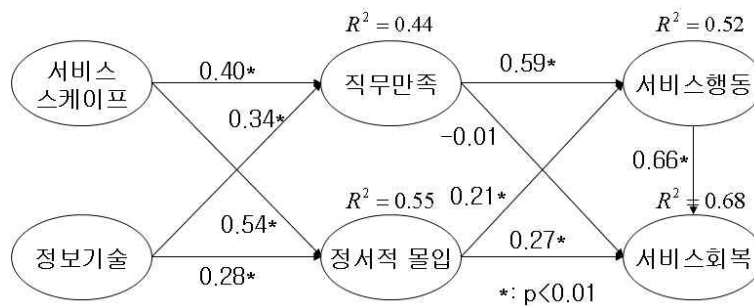 R² = 0.44
R² = 0.52
서비스
스케이프
0.40*
직무만족
0.59*
서비스행동
0.34*
-0.01
0.66*
R² = 0.55
0.21*
R² = 0.68
0.54*
정보기술
0.28*
정서적 몰입
0.27*
서비스회복
*: p<0.01